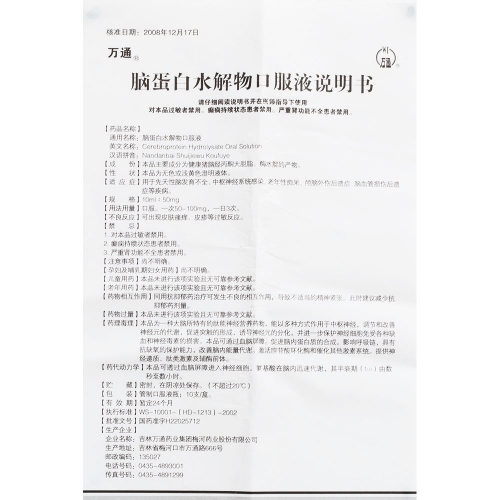 核准日期：2008年12月17日
万通®
万通
脑蛋白水解物口服液说明书
请仔细阅读说明书并在医师指导下使用
对本品过敏者禁用，癫痫持续状态患者禁用，严重肾功能不全患者禁用。
【药品名称】
通用名称：脑蛋白水解物口服液
英文名称：Cerebroprotein Hydrolysate Oral Solution
汉语拼音：Naodanbai Shuijiewu Koufuye
【成 份】本品主要成分为健康猪脑经丙酮大脱脂、酶水解的产物。
【性 状】本品为无色或淡黄色澄明液体。
【适 应 症】用于先天性脑发育不全，中枢神经系统感染，老年性痴呆，颅脑外伤后遗症，脑血管意外后遗
症等疾病。
【规 格】10ml：50mg
【用法用量】口服。一次50-100mg，一日3次。
【不良反应】可出现皮肤瘙痒、皮疹等过敏反应。
【禁 忌】
1. 对本品过敏者禁用。
2. 癫痫持续状态患者禁用。
3. 严重肾功能不全患者禁用。
【注意事项】尚不明确。
【孕妇及哺乳期妇女用药】尚不明确。
【儿童用药】本品未进行该项实验且无可靠参考文献。
【老年用药】本品未进行该项实验且无可靠参考文献。
【药物相互作用】同用抗抑郁药治疗可发生不良的相互作用，导致不适当的精神紧张，此时建议减少抗
抑郁药剂量。
【药物过量】本品未进行该项实验且无可靠参考文献。
【药理毒理】本品为一种大脑所特有的肽能神经营养药物，能以多种方式作用于中枢神经，调节和改善
神经元的代谢，促进突触的形成，诱导神经元的分化，并进一步保护神经细胞免受各种缺
血和神经毒素的损害。本品可透过血脑屏障，促进脑内蛋白质的合成，影响呼吸链，具有
抗缺氧的保护能力，改善脑内能量代谢。激活腺苷酸环化酶和催化其他激素系统，提供神
经递质、肽类激素及辅酶前体。
【药代动力学】本品可透过血脑屏障进入神经细胞，氨基酸在脑内迅速代谢，其半衰期（ ）由数
秒至数小时。
【贮 藏】密封，在阴凉处保存。（不超过20℃）
【包 装】管制口服液瓶；10支/盒。
【有 效 期】暂定24个月
【执行标准】WS-10001-（HD-1213）-2002
【批准文号】国药准字H22025712
【生产企业】
企业名称：吉林万通药业集团梅河药业股份有限公司
生产地址：吉林省梅河口市万通路666号
邮政编码：135027
电话号码：0435-4890001
传真号码：0435-4891299